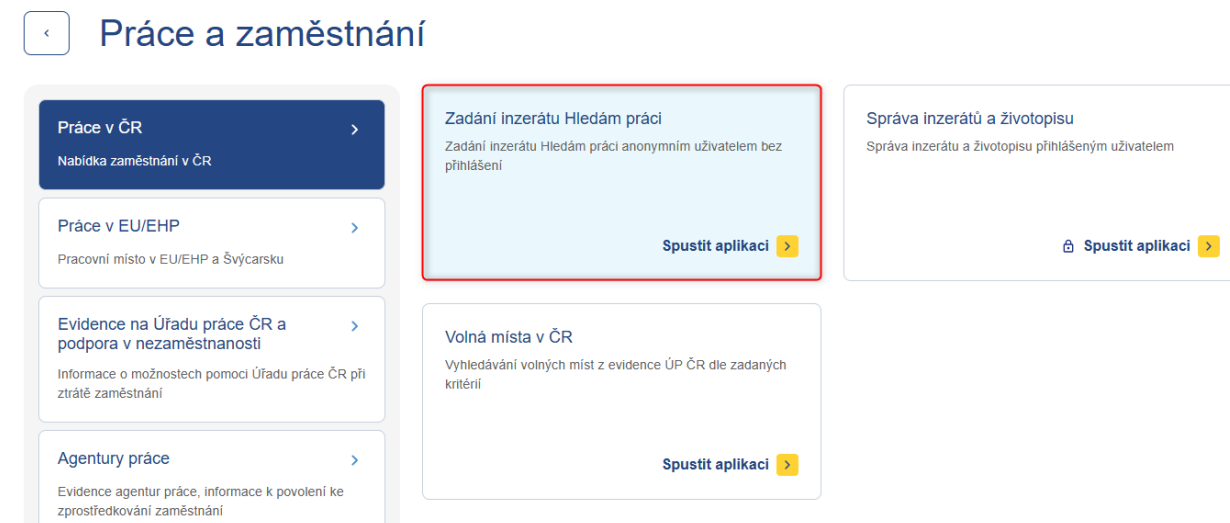 Práce a zaměstnání
Práce v ČR
Nabídka zaměstnání v ČR
Práce v EU/EHP
Pracovní místo v EU/EHP a Švýcarsku
Evidence na Úřadu práce ČR a
podpora v nezaměstnanosti
Informace o možnostech pomoci Úřadu práce ČR při
ztrátě zaměstnání
Agentury práce
Evidence agentur práce, informace k povolení ke
zprostředkování zaměstnání
Zadání inzerátu Hledám práci
Zadání inzerátu Hledám práci anonymním uživatelem bez
přihlášení
Spustit aplikaci
Správa inzerátů a životopisu
Správa inzerátu a životopisu přihlášeným uživatelem
Spustit aplikaci
Volná místa v ČR
Vyhledávání volných míst z evidence ÚP ČR dle zadaných
kritérií
Spustit aplikaci